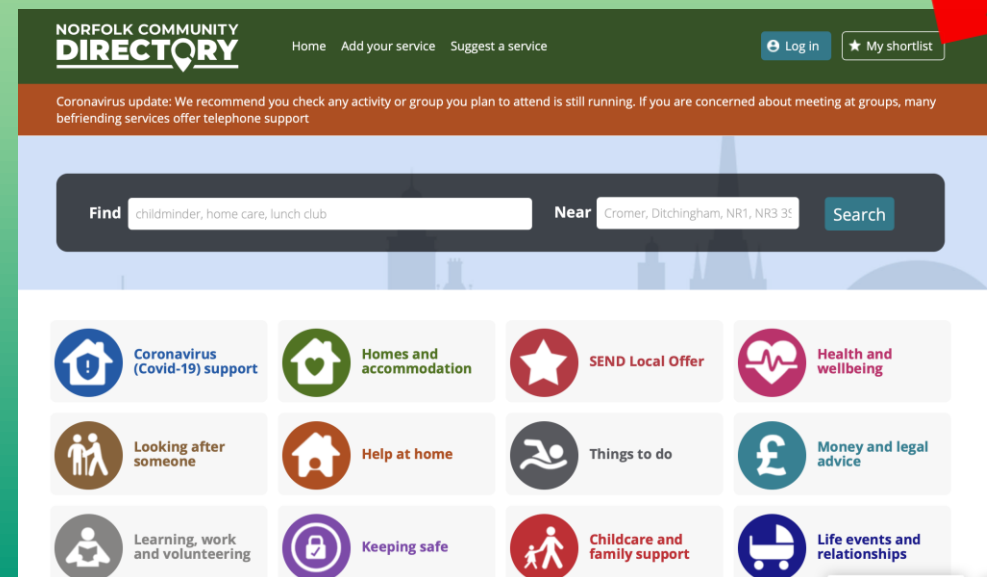 NORFOLK COMMUNITY
DIRECTORY
Home Add your service Suggest a service
Log in
My shortlist
Coronavirus update: We recommend you check any activity or group you plan to attend is still running. If you are concerned about meeting at groups, many
befriending services offer telephone support
Find childminder, home care, lunch club
Near Cromer, Ditchingham, NR1, NR3 3S
Search
Coronavirus
(Covid-19) support
Homes and
accommodation
SEND Local Offer
Health and
wellbeing
Looking after
someone
Help at home
Things to do
£
Money and legal
advice
Learning, work
and volunteering
Keeping safe
Childcare and
family support
Life events and
relationships